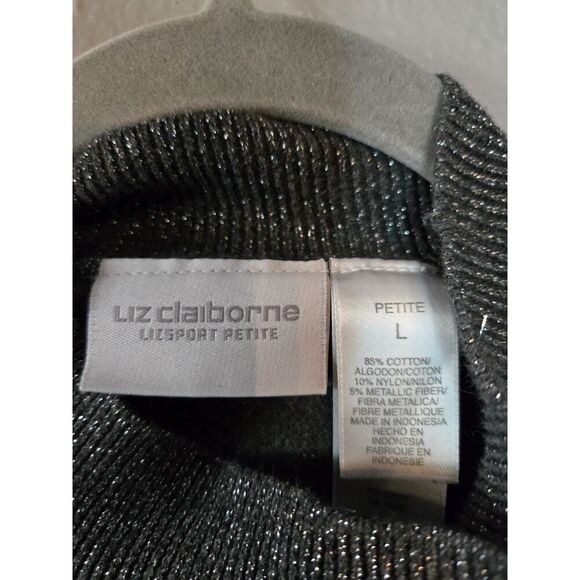 Liz claiborne
LIZSPORT PETITE
PETITE
L
85% COTTON/
ALGODON/COTON
10% NYLON/NILON
5% METALLIC FIBER/
FIBRA METALICA/
FIBRE METALLIQUE
MADE IN INDONESIA
HECHO EN
INDONESIA
FABRIQUE EN
INDONESIE